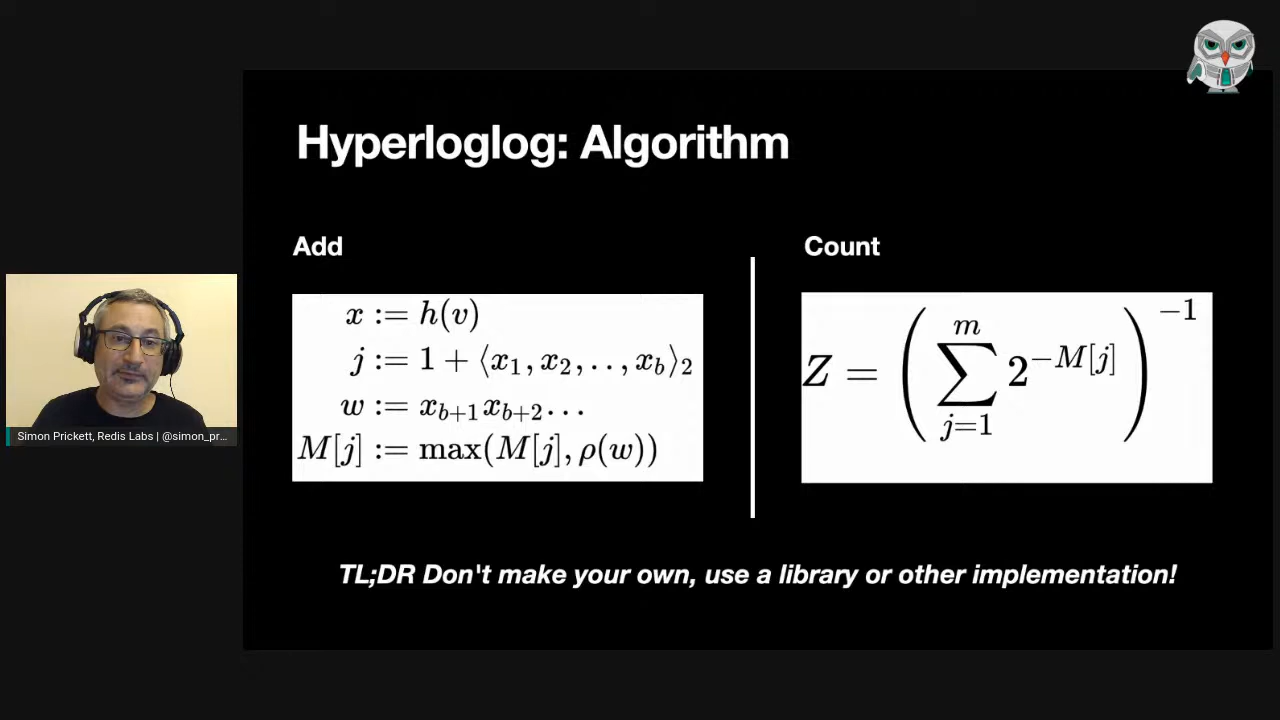 Hyperloglog: Algorithm
Add
x := h(v)
j := 1 + ⟨x₁, x₂, .., x_b⟩₂
w := x_{b+1}x_{b+2}...
M[j] := max(M[j], ρ(w))
Count
Z = (∑_{j=1}^{m} 2^{−M[j]})^{−1}
TL;DR Don't make your own, use a library or other implementation!
Simon Prickett, Redis Labs | @simon_pr...